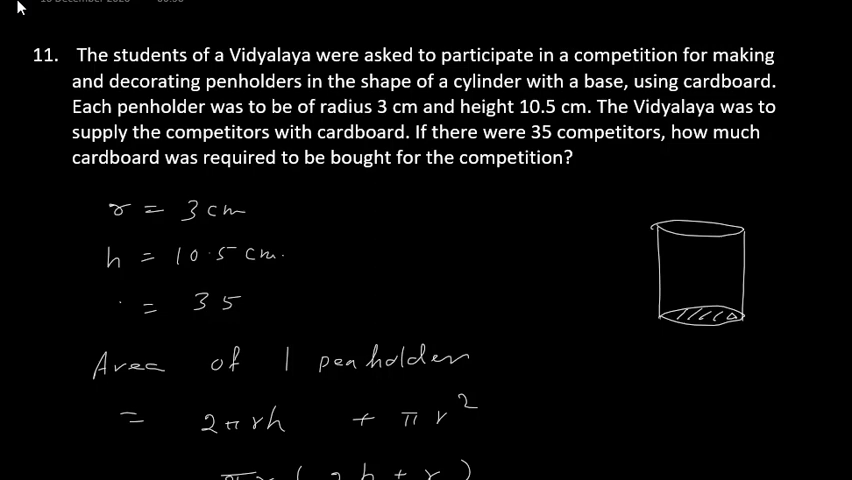 11. The students of a Vidyalaya were asked to participate in a competition for making
and decorating penholders in the shape of a cylinder with a base, using cardboard.
Each penholder was to be of radius 3 cm and height 10.5 cm. The Vidyalaya was to
supply the competitors with cardboard. If there were 35 competitors, how much
cardboard was required to be bought for the competition?
r = 3 cm
h = 10.5 cm.
= 35
Area of 1 penholder
= 2πrh + πr²
πr ( 2h + r )